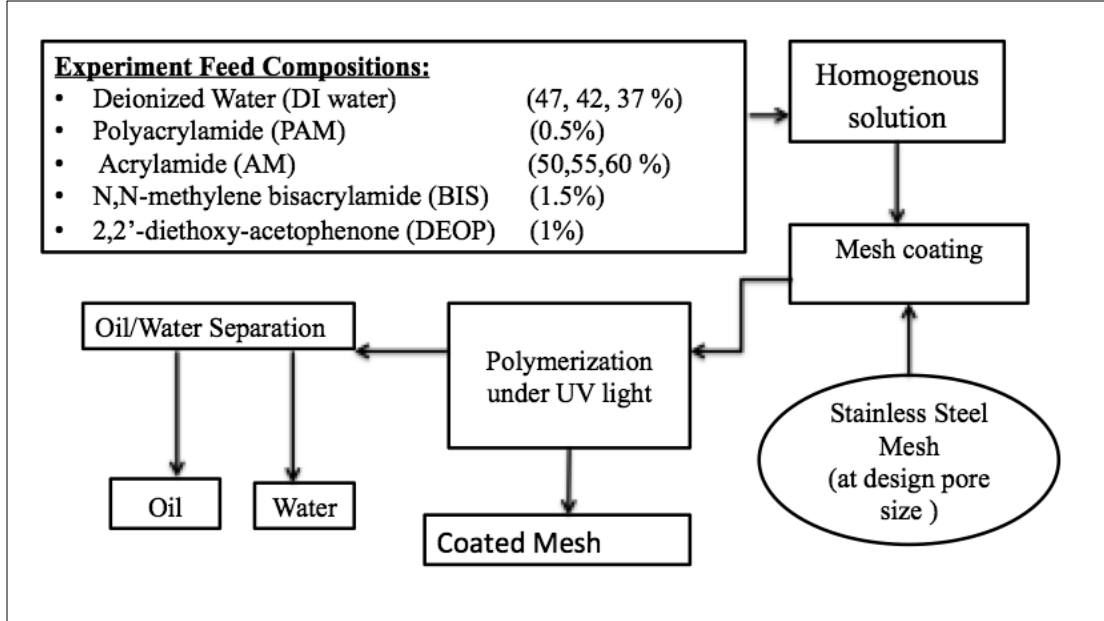 Experiment Feed Compositions:
• Deionized Water (DI water) (47, 42, 37 %)
• Polyacrylamide (PAM) (0.5%)
• Acrylamide (AM) (50,55,60 %)
• N,N-methylene bisacrylamide (BIS) (1.5%)
• 2,2’-diethoxy-acetophenone (DEOP) (1%)
Homogenous
solution
Mesh coating
Stainless Steel
Mesh
(at design pore
size )
Polymerization
under UV light
Coated Mesh
Oil/Water Separation
Oil
Water